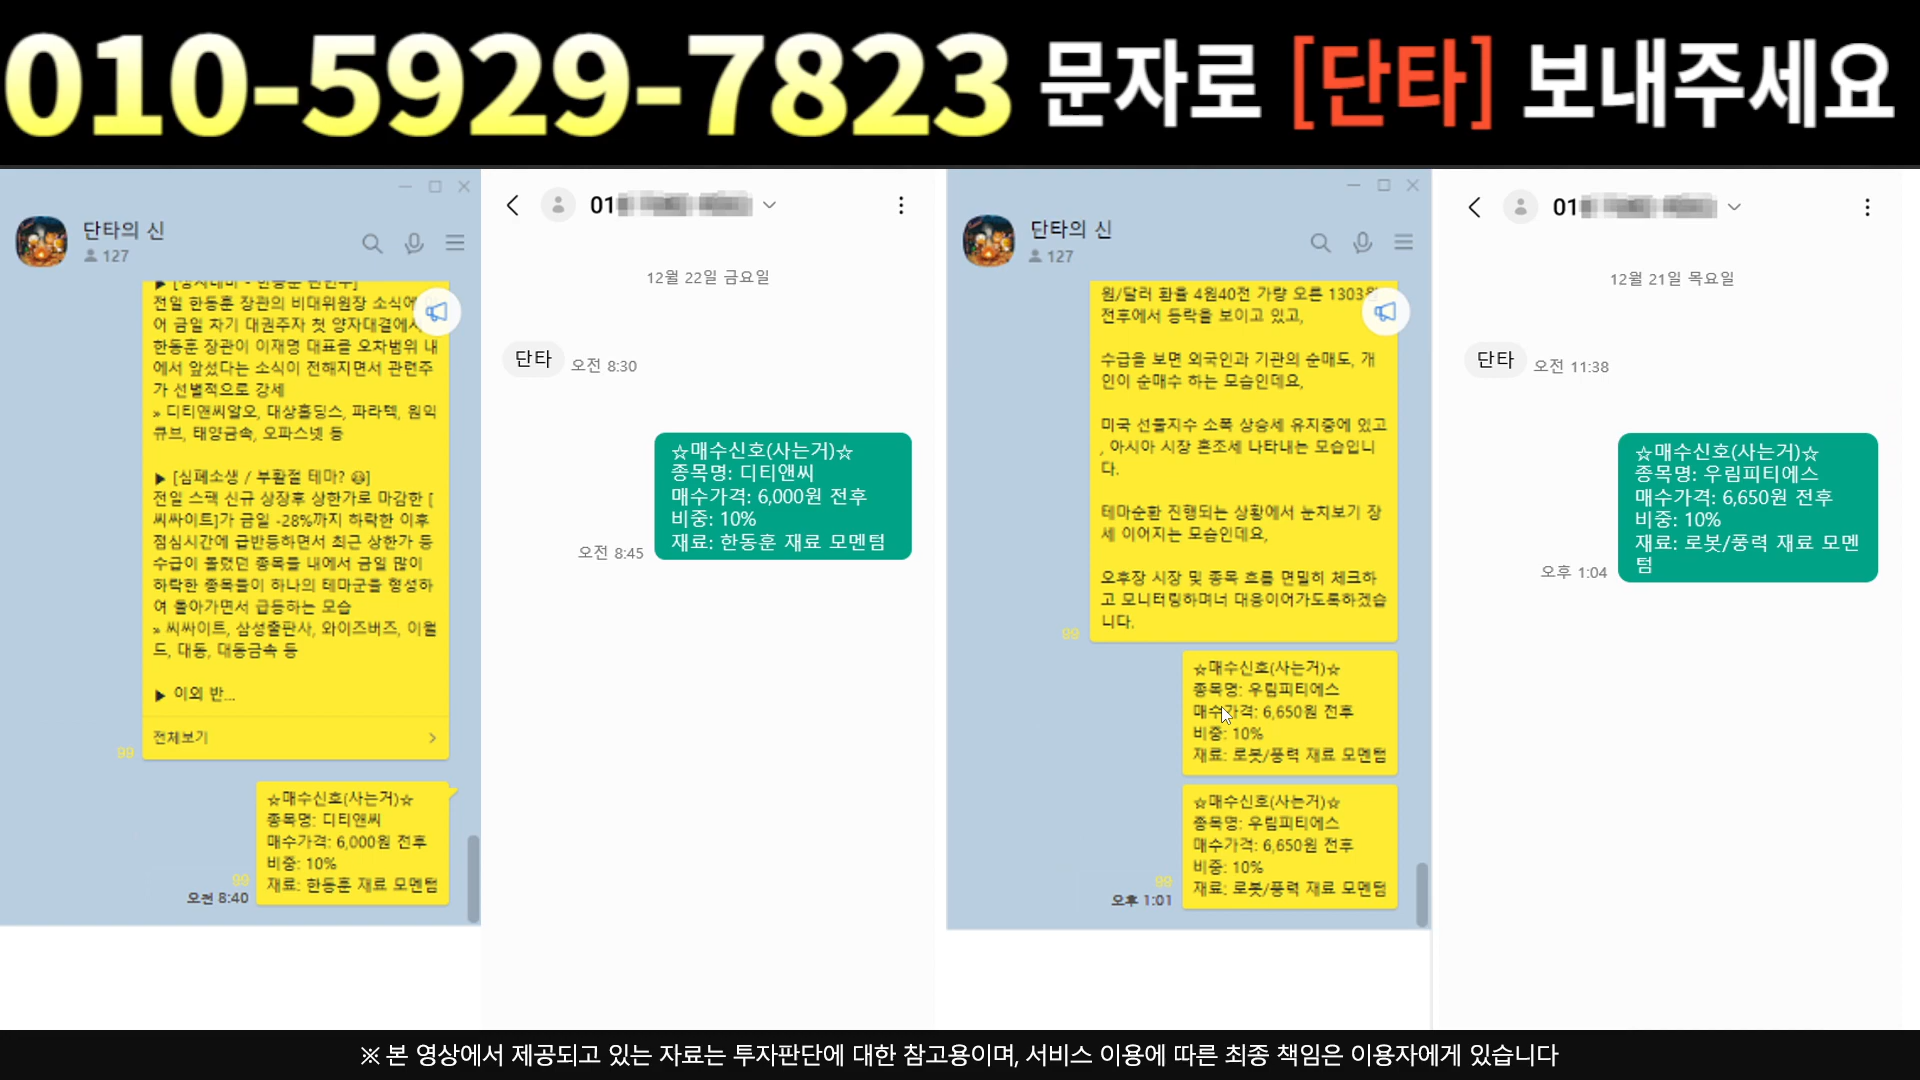 010-5929-7823 문자로 [단타] 보내주세요
단타의 신
127
전일 한동훈 장관의 비대위원장 소식에
어 금일 차기 대권주자 첫 양자대결에서
한동훈 장관이 이재명 대표를 오차범위 내
에서 앞섰다는 소식이 전해지면서 관련주
가 선별적으로 강세
» 디티앤씨알오, 대상홀딩스, 파라텍, 원익
큐브, 태양금속, 오파스넷 등
▶ [심폐소생 / 부활절 테마? 😆]
전일 스팩 신규 상장후 상한가로 마감한 [
씨싸이트]가 금일 -28%까지 하락한 이후
점심시간에 급반등하면서 최근 상한가 등
수급이 몰렸던 종목들 내에서 금일 많이
하락한 종목들이 하나의 테마군을 형성하
여 돌아가면서 급등하는 모습
» 씨싸이트, 삼성출판사, 와이즈버즈, 이월
드, 대동, 대동금속 등
▶ 이외 반...
전체보기
99
☆매수신호(사는거)☆
종목명: 디티앤씨
매수가격: 6,000원 전후
비중: 10%
재료: 한동훈 재료 모멘텀
99
오전 8:40
01
12월 22일 금요일
단타
오전 8:30
☆매수신호(사는거)☆
종목명: 디티앤씨
매수가격: 6,000원 전후
비중: 10%
재료: 한동훈 재료 모멘텀
오전 8:45
단타의 신
127
원/달러 환율 4원40전 가량 오른 1303원
전후에서 등락을 보이고 있고,
수급을 보면 외국인과 기관의 순매도, 개
인이 순매수 하는 모습인데요,
미국 선물지수 소폭 상승세 유지중에 있고
, 아시아 시장 혼조세 나타내는 모습입니
다.
테마순환 진행되는 상황에서 눈치보기 장
세 이어지는 모습인데요,
오후장 시장 및 종목 흐름 면밀히 체크하
고 모니터링하며너 대응이어가도록하겠습
니다.
99
☆매수신호(사는거)☆
종목명: 우림피티에스
매수가격: 6,650원 전후
비중: 10%
재료: 로봇/풍력 재료 모멘텀
☆매수신호(사는거)☆
종목명: 우림피티에스
매수가격: 6,650원 전후
비중: 10%
재료: 로봇/풍력 재료 모멘텀
99
오후 1:01
01
12월 21일 목요일
단타
오전 11:38
☆매수신호(사는거)☆
종목명: 우림피티에스
매수가격: 6,650원 전후
비중: 10%
재료: 로봇/풍력 재료 모멘
텀
오후 1:04
※ 본 영상에서 제공되고 있는 자료는 투자판단에 대한 참고용이며, 서비스 이용에 따른 최종 책임은 이용자에게 있습니다